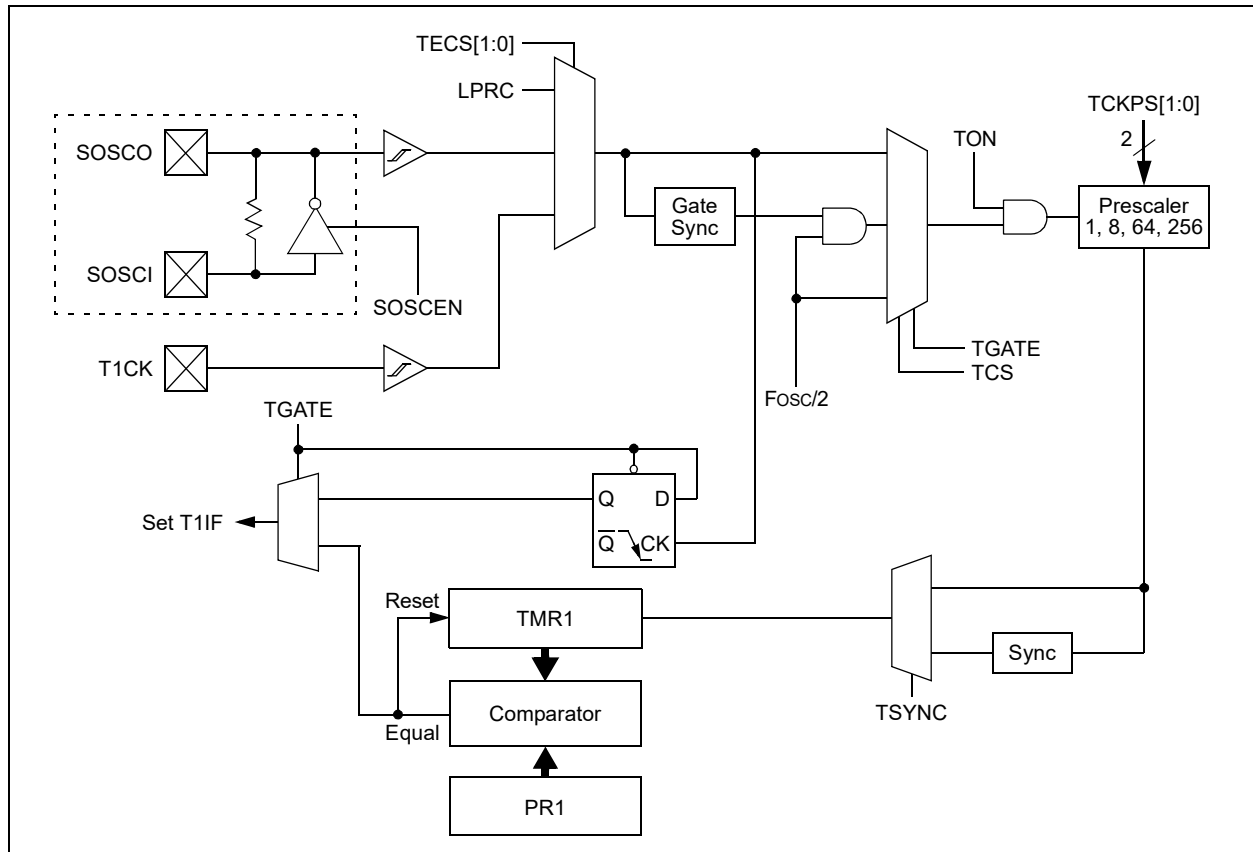 TECS[1:0]
LPRC
SOSCO
SOSCI
SOSCEN
T1CK
Gate
Sync
TON
TCKPS[1:0]
2
Prescaler
1, 8, 64, 256
TGATE
TCS
FOSC/2
TGATE
Set T1IF
Q D
Q CK
Reset
TMR1
Sync
TSYNC
Comparator
Equal
PR1